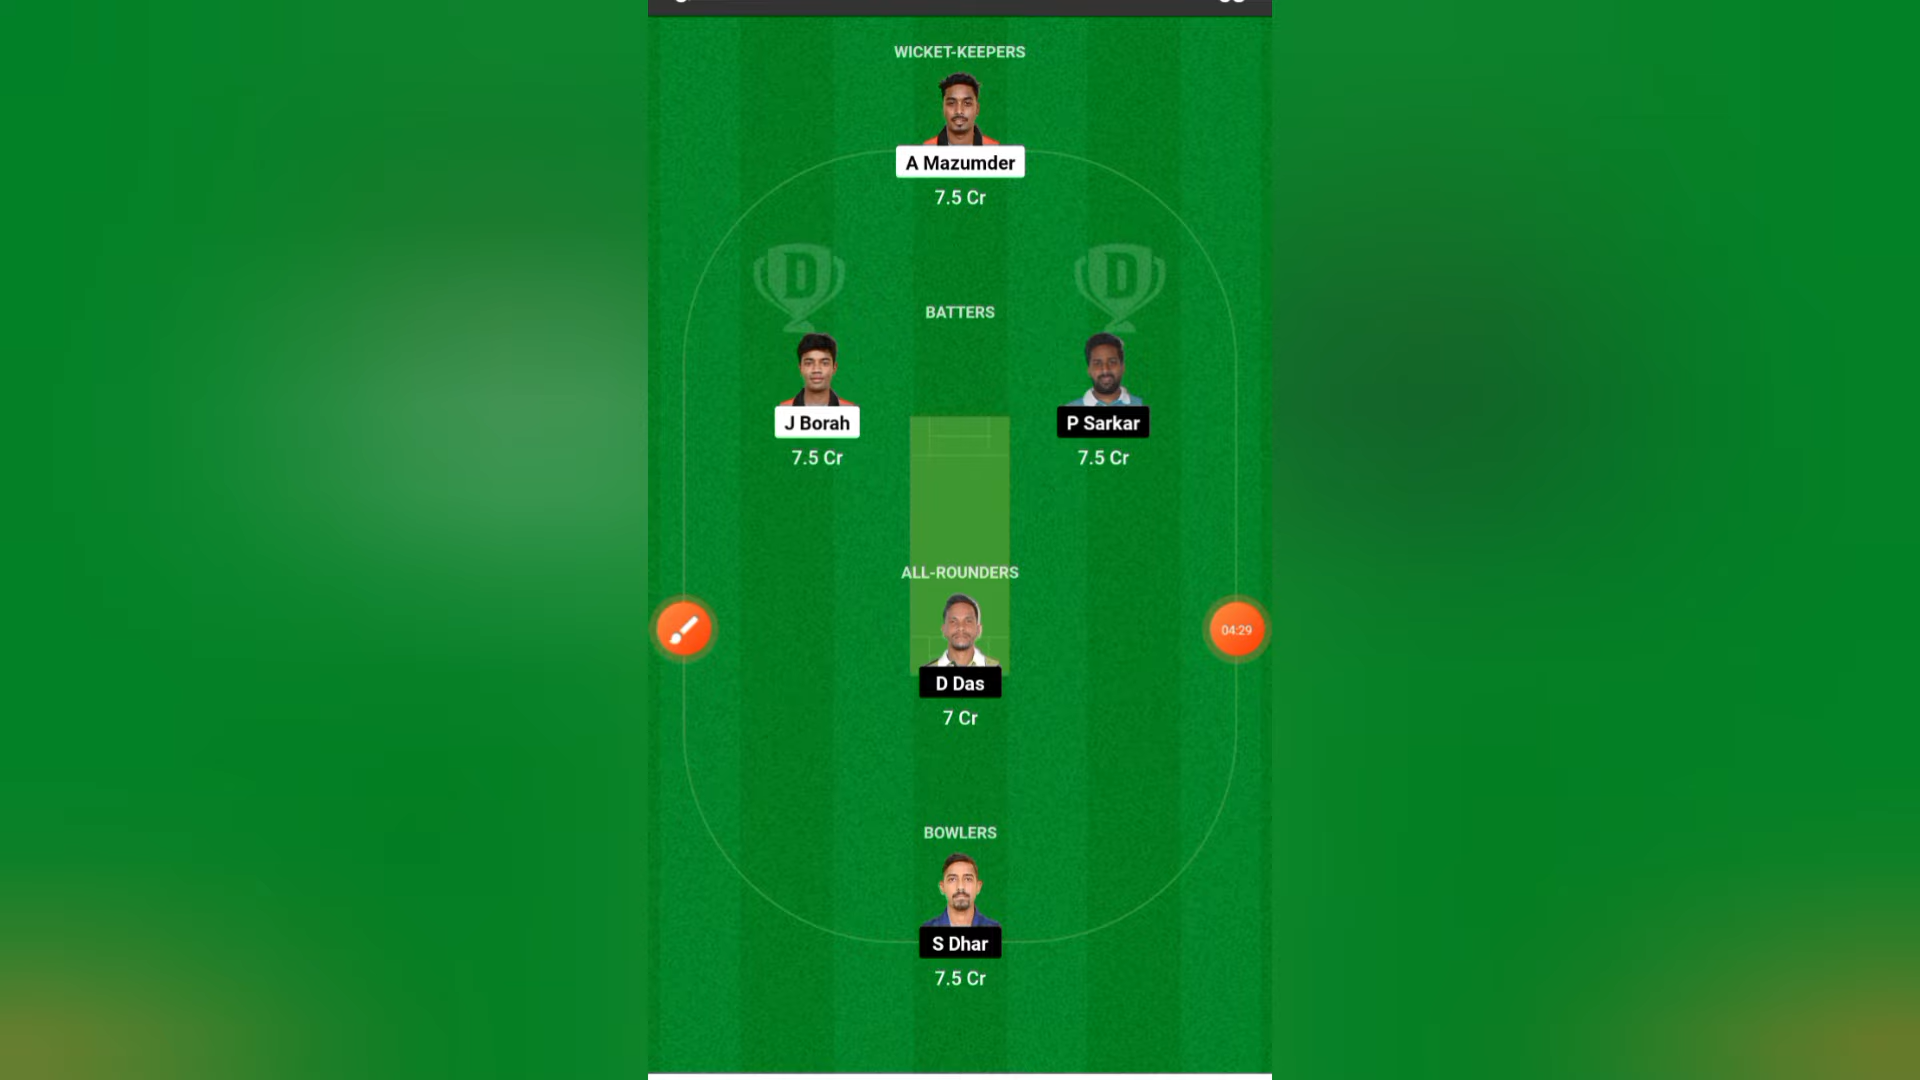 WICKET-KEEPERS
A Mazumder
7.5 Cr
D D
BATTERS
J Borah P Sarkar
7.5 Cr 7.5 Cr
ALL-ROUNDERS
04:29
D Das
7 Cr
BOWLERS
S Dhar
7.5 Cr